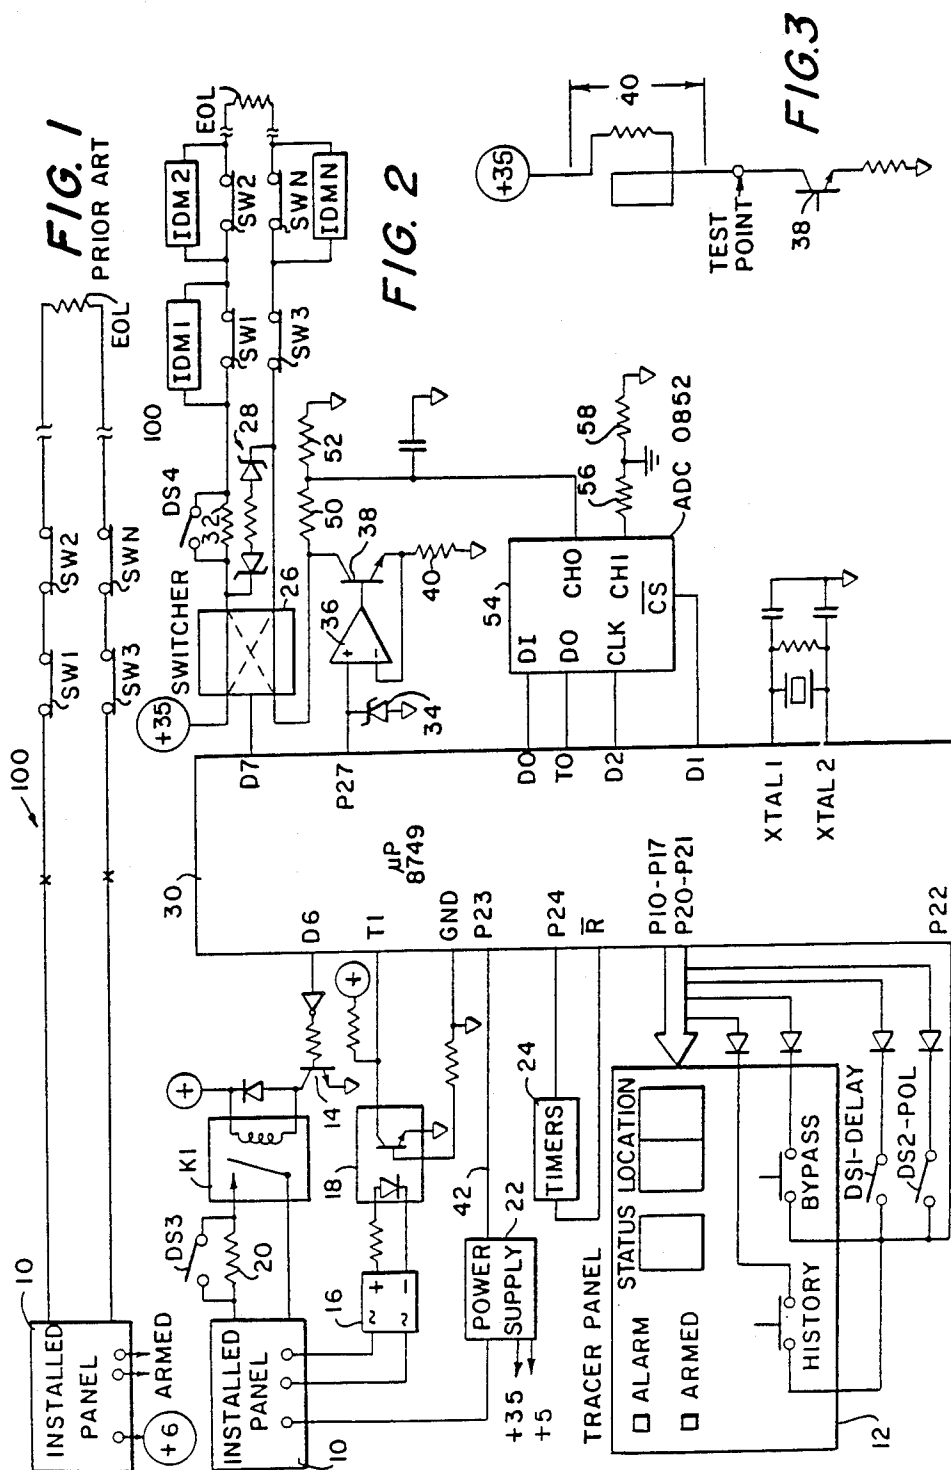 FIG. 1
PRIOR ART
100
SW1
SW2
SW3
SWN
EOL
10
INSTALLED
PANEL
+6
ARMED
FIG. 2
IDM1
IDM2
IDMN
SW1
SW2
SW3
SWN
EOL
100
DS4
32
28
SWITCHER
26
+35
36
+
-
38
40
34
50
52
54
DI
DO
CLK
CS
CH0
CH1
56
58
ADC 0852
30
µP
8749
D7
P27
D0
T0
D2
D1
XTAL1
XTAL2
D6
T1
GND
P23
P24
R
P10-P17
P20-P21
P22
+
+
K1
14
DS3
20
18
16
~ +
~ -
INSTALLED
PANEL
10
42
22
POWER
SUPPLY
+35
+5
24
TIMERS
TRACER PANEL
ALARM
ARMED
STATUS
LOCATION
HISTORY
BYPASS
DS1-DELAY
DS2-POL
12
FIG. 3
+35
40
TEST
POINT
38